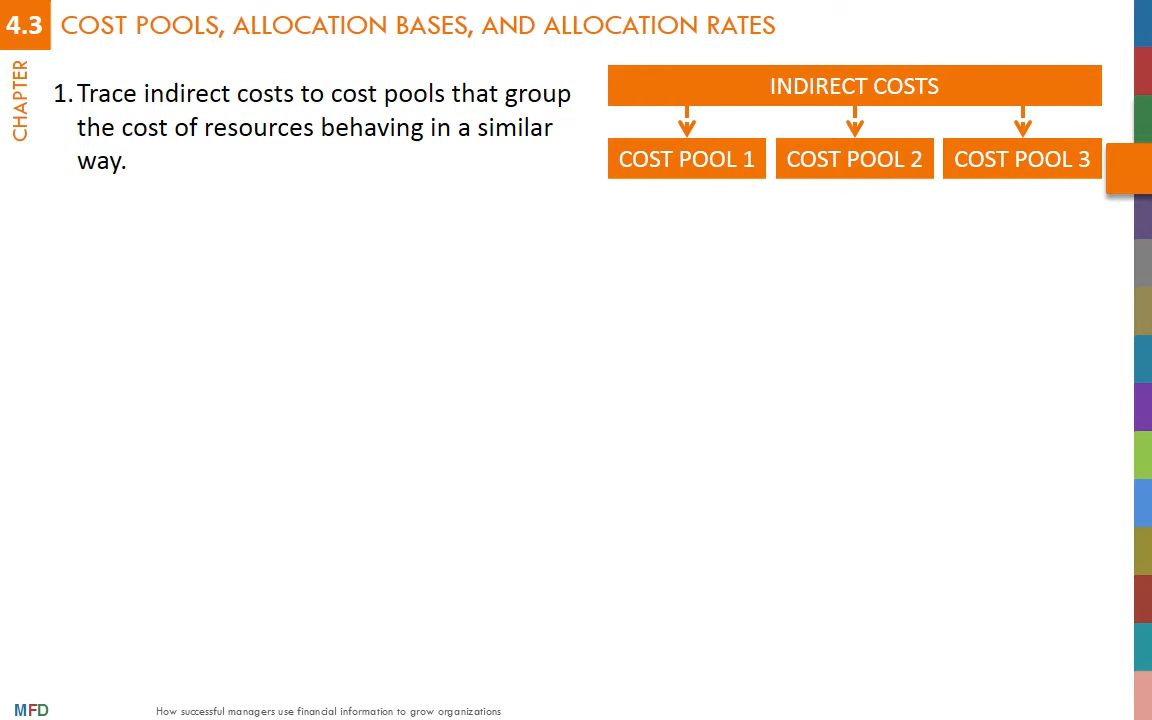 4.3 COST POOLS, ALLOCATION BASES, AND ALLOCATION RATES
CHAPTER
1. Trace indirect costs to cost pools that group
the cost of resources behaving in a similar
way.
INDIRECT COSTS
COST POOL 1 COST POOL 2 COST POOL 3
MFD How successful managers use financial information to grow organizations